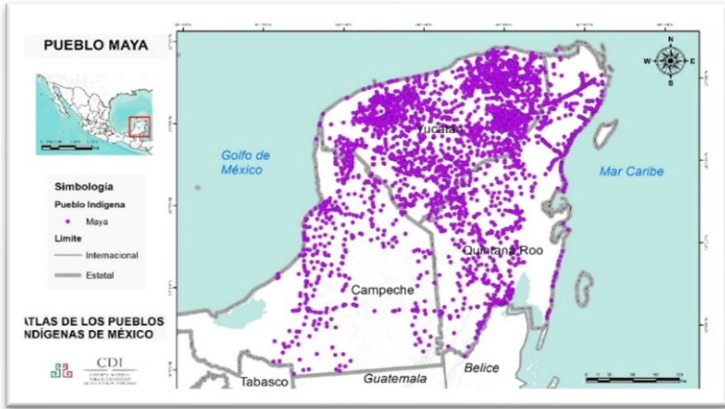 PUEBLO MAYA
Simbología
Pueblo Indígena
Maya
Límite
Internacional
Estatal
ATLAS DE LOS PUEBLOS
INDÍGENAS DE MÉXICO
CDI
Golfo de
México
Mar Caribe
Yucatán
Quintana Roo
Campeche
Tabasco
Guatemala
Belice
N
W
E
S